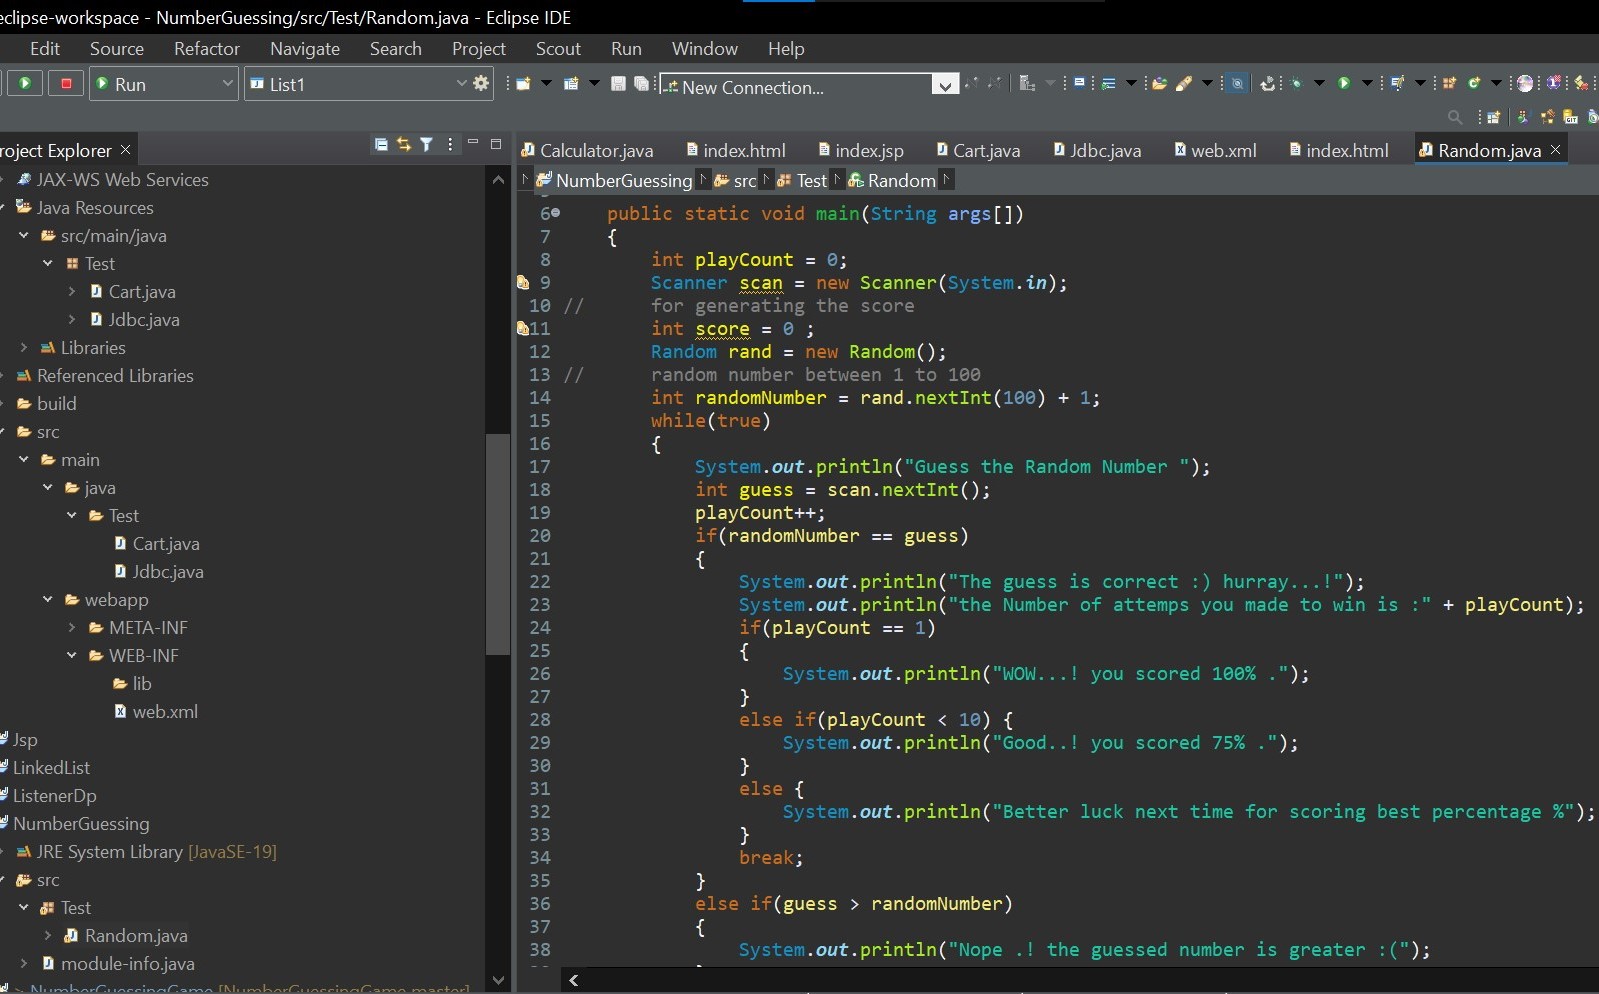 eclipse-workspace - NumberGuessing/src/Test/Random.java - Eclipse IDE
Edit Source Refactor Navigate Search Project Scout Run Window Help
Run List1 New Connection...
roject Explorer
Calculator.java index.html index.jsp Cart.java Jdbc.java web.xml index.html Random.java
NumberGuessing src Test Random
JAX-WS Web Services
Java Resources
src/main/java
Test
Cart.java
Jdbc.java
Libraries
Referenced Libraries
build
src
main
java
Test
Cart.java
Jdbc.java
webapp
META-INF
WEB-INF
lib
web.xml
Jsp
LinkedList
ListenerDp
NumberGuessing
JRE System Library [JavaSE-19]
src
Test
Random.java
module-info.java
> NumberGuessingGame [NumberGuessingGame master]
6 public static void main(String args[])
7 {
8 int playCount = 0;
9 Scanner scan = new Scanner(System.in);
10 // for generating the score
11 int score = 0 ;
12 Random rand = new Random();
13 // random number between 1 to 100
14 int randomNumber = rand.nextInt(100) + 1;
15 while(true)
16 {
17 System.out.println("Guess the Random Number ");
18 int guess = scan.nextInt();
19 playCount++;
20 if(randomNumber == guess)
21 {
22 System.out.println("The guess is correct :) hurray...!");
23 System.out.println("the Number of attemps you made to win is :" + playCount);
24 if(playCount == 1)
25 {
26 System.out.println("WOW...! you scored 100% .");
27 }
28 else if(playCount < 10) {
29 System.out.println("Good..! you scored 75% .");
30 }
31 else {
32 System.out.println("Better luck next time for scoring best percentage %");
33 }
34 break;
35 }
36 else if(guess > randomNumber)
37 {
38 System.out.println("Nope .! the guessed number is greater :(");